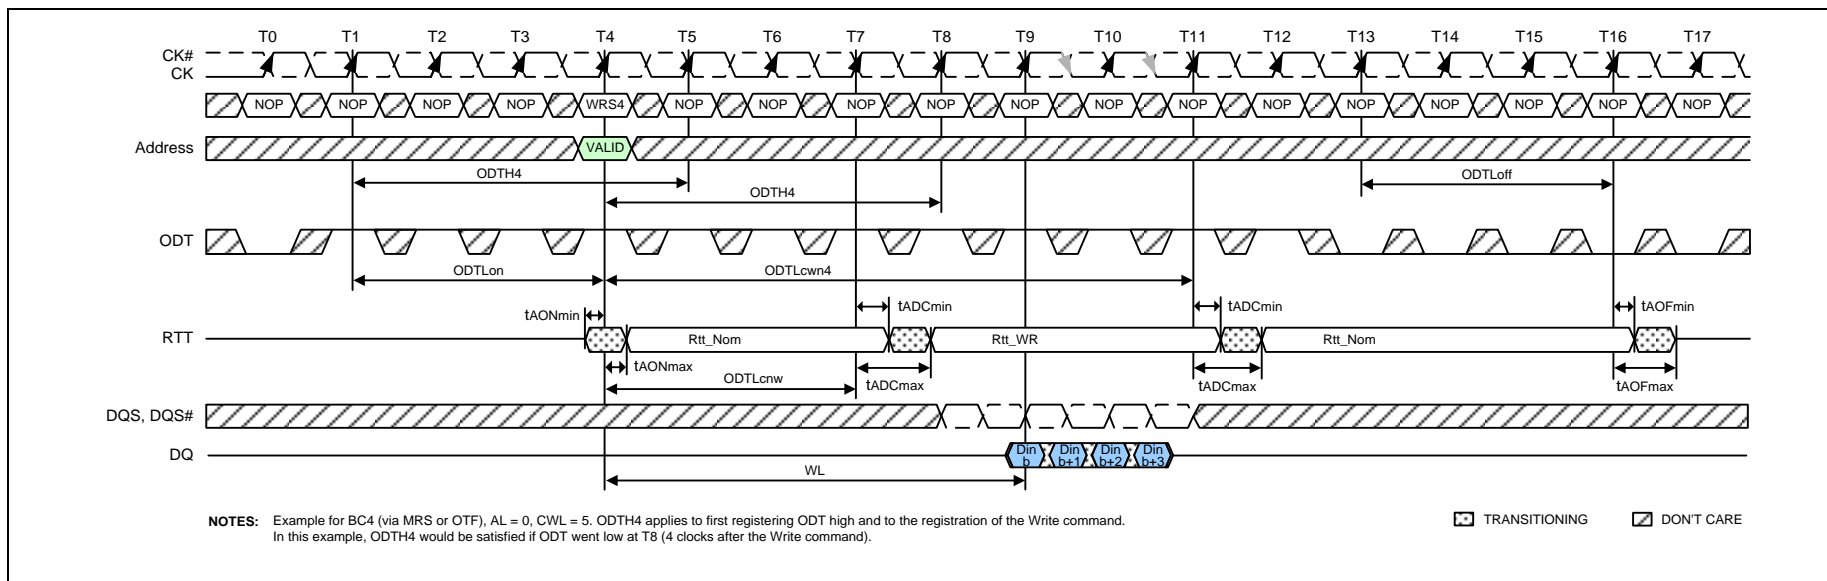 T0 T1 T2 T3 T4 T5 T6 T7 T8 T9 T10 T11 T12 T13 T14 T15 T16 T17
CK#
CK
NOP NOP NOP NOP WRS4 NOP NOP NOP NOP NOP NOP NOP NOP NOP NOP NOP NOP NOP
Address VALID
ODTH4 ODTLoff
ODTH4
ODT
ODTLon ODTLcwn4
tAONmin tADCmin tADCmin tAOFmin
RTT Rtt_Nom Rtt_WR Rtt_Nom
tAONmax tADCmax tADCmax tAOFmax
ODTLcnw
DQS, DQS#
DQ Din b Din b+1 Din b+2 Din b+3
WL
NOTES: Example for BC4 (via MRS or OTF), AL = 0, CWL = 5. ODTH4 applies to first registering ODT high and to the registration of the Write command.
In this example, ODTH4 would be satisfied if ODT went low at T8 (4 clocks after the Write command).
TRANSITIONING DON'T CARE